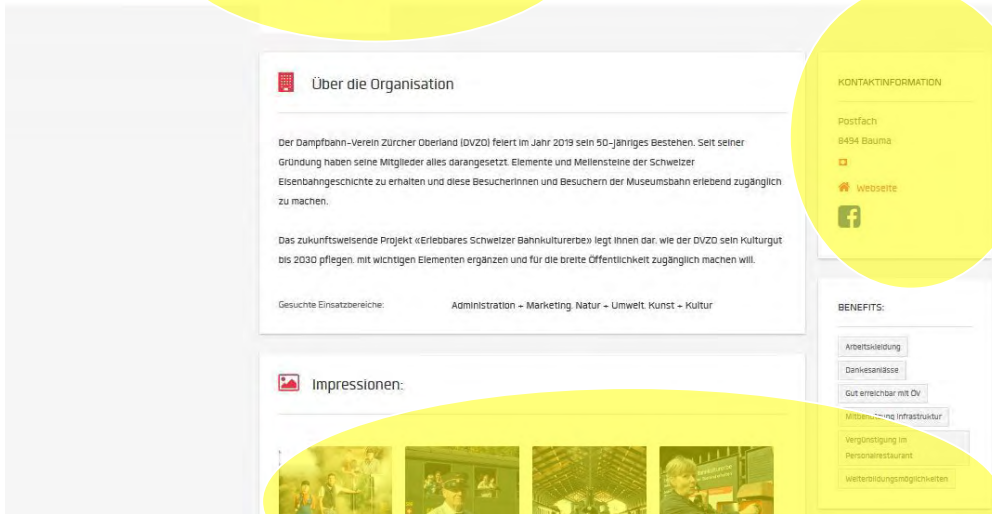 Über die Organisation
Der Dampfbahn-Verein Zürcher Oberland (DVZO) feiert im Jahr 2019 sein 50-jähriges Bestehen. Seit seiner
Gründung haben seine Mitglieder alles darangesetzt, Elemente und Meilensteine der Schweizer
Eisenbahngeschichte zu erhalten und diese Besucherinnen und Besuchern der Museumsbahn erlebend zugänglich
zu machen.
Das zukunftsweisende Projekt «Erlebbares Schweizer Bahnkulturerbe» legt Ihnen dar, wie der DVZO sein Kulturgut
bis 2030 pflegen, mit wichtigen Elementen ergänzen und für die breite Öffentlichkeit zugänglich machen will.
Gesuchte Einsatzbereiche: Administration + Marketing, Natur + Umwelt, Kunst + Kultur
Impressionen:
KONTAKTINFORMATION
Postfach
8494 Bauma
Webseite
BENEFITS:
Arbeitskleidung
Dankesanlässe
Gut erreichbar mit ÖV
Mitbenutzung Infrastruktur
Vergünstigung im
Personalrestaurant
Weiterbildungsmöglichkeiten